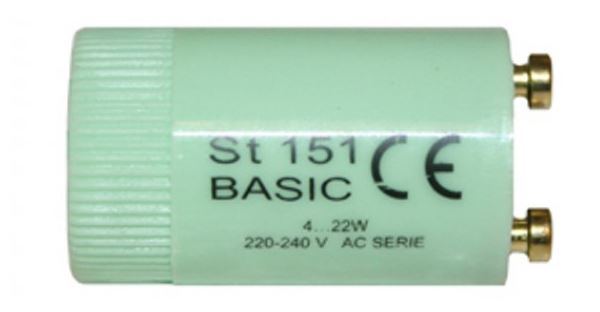 St 151 CE
BASIC
4...22W
220-240 V AC SERIE